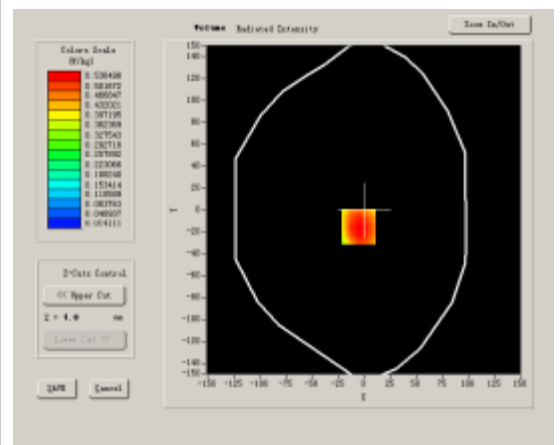 Volume Radiated Intensity
Zoom In/Out
Colors Scale
(W/kg)
0.536498
0.501672
0.466847
0.432021
0.397195
0.362369
0.327543
0.292718
0.257892
0.223066
0.188240
0.153414
0.118589
0.083763
0.048937
0.014111
Z-Cuts Control
<< Upper Cut
Z = 4.0 mm
Lower Cut >>
SAVE
Cancel
Y
150
140
120
100
80
60
40
20
0
-20
-40
-60
-80
-100
-120
-140
-150
-150 -125 -100 -75 -50 -25 0 25 50 75 100 125 150
X